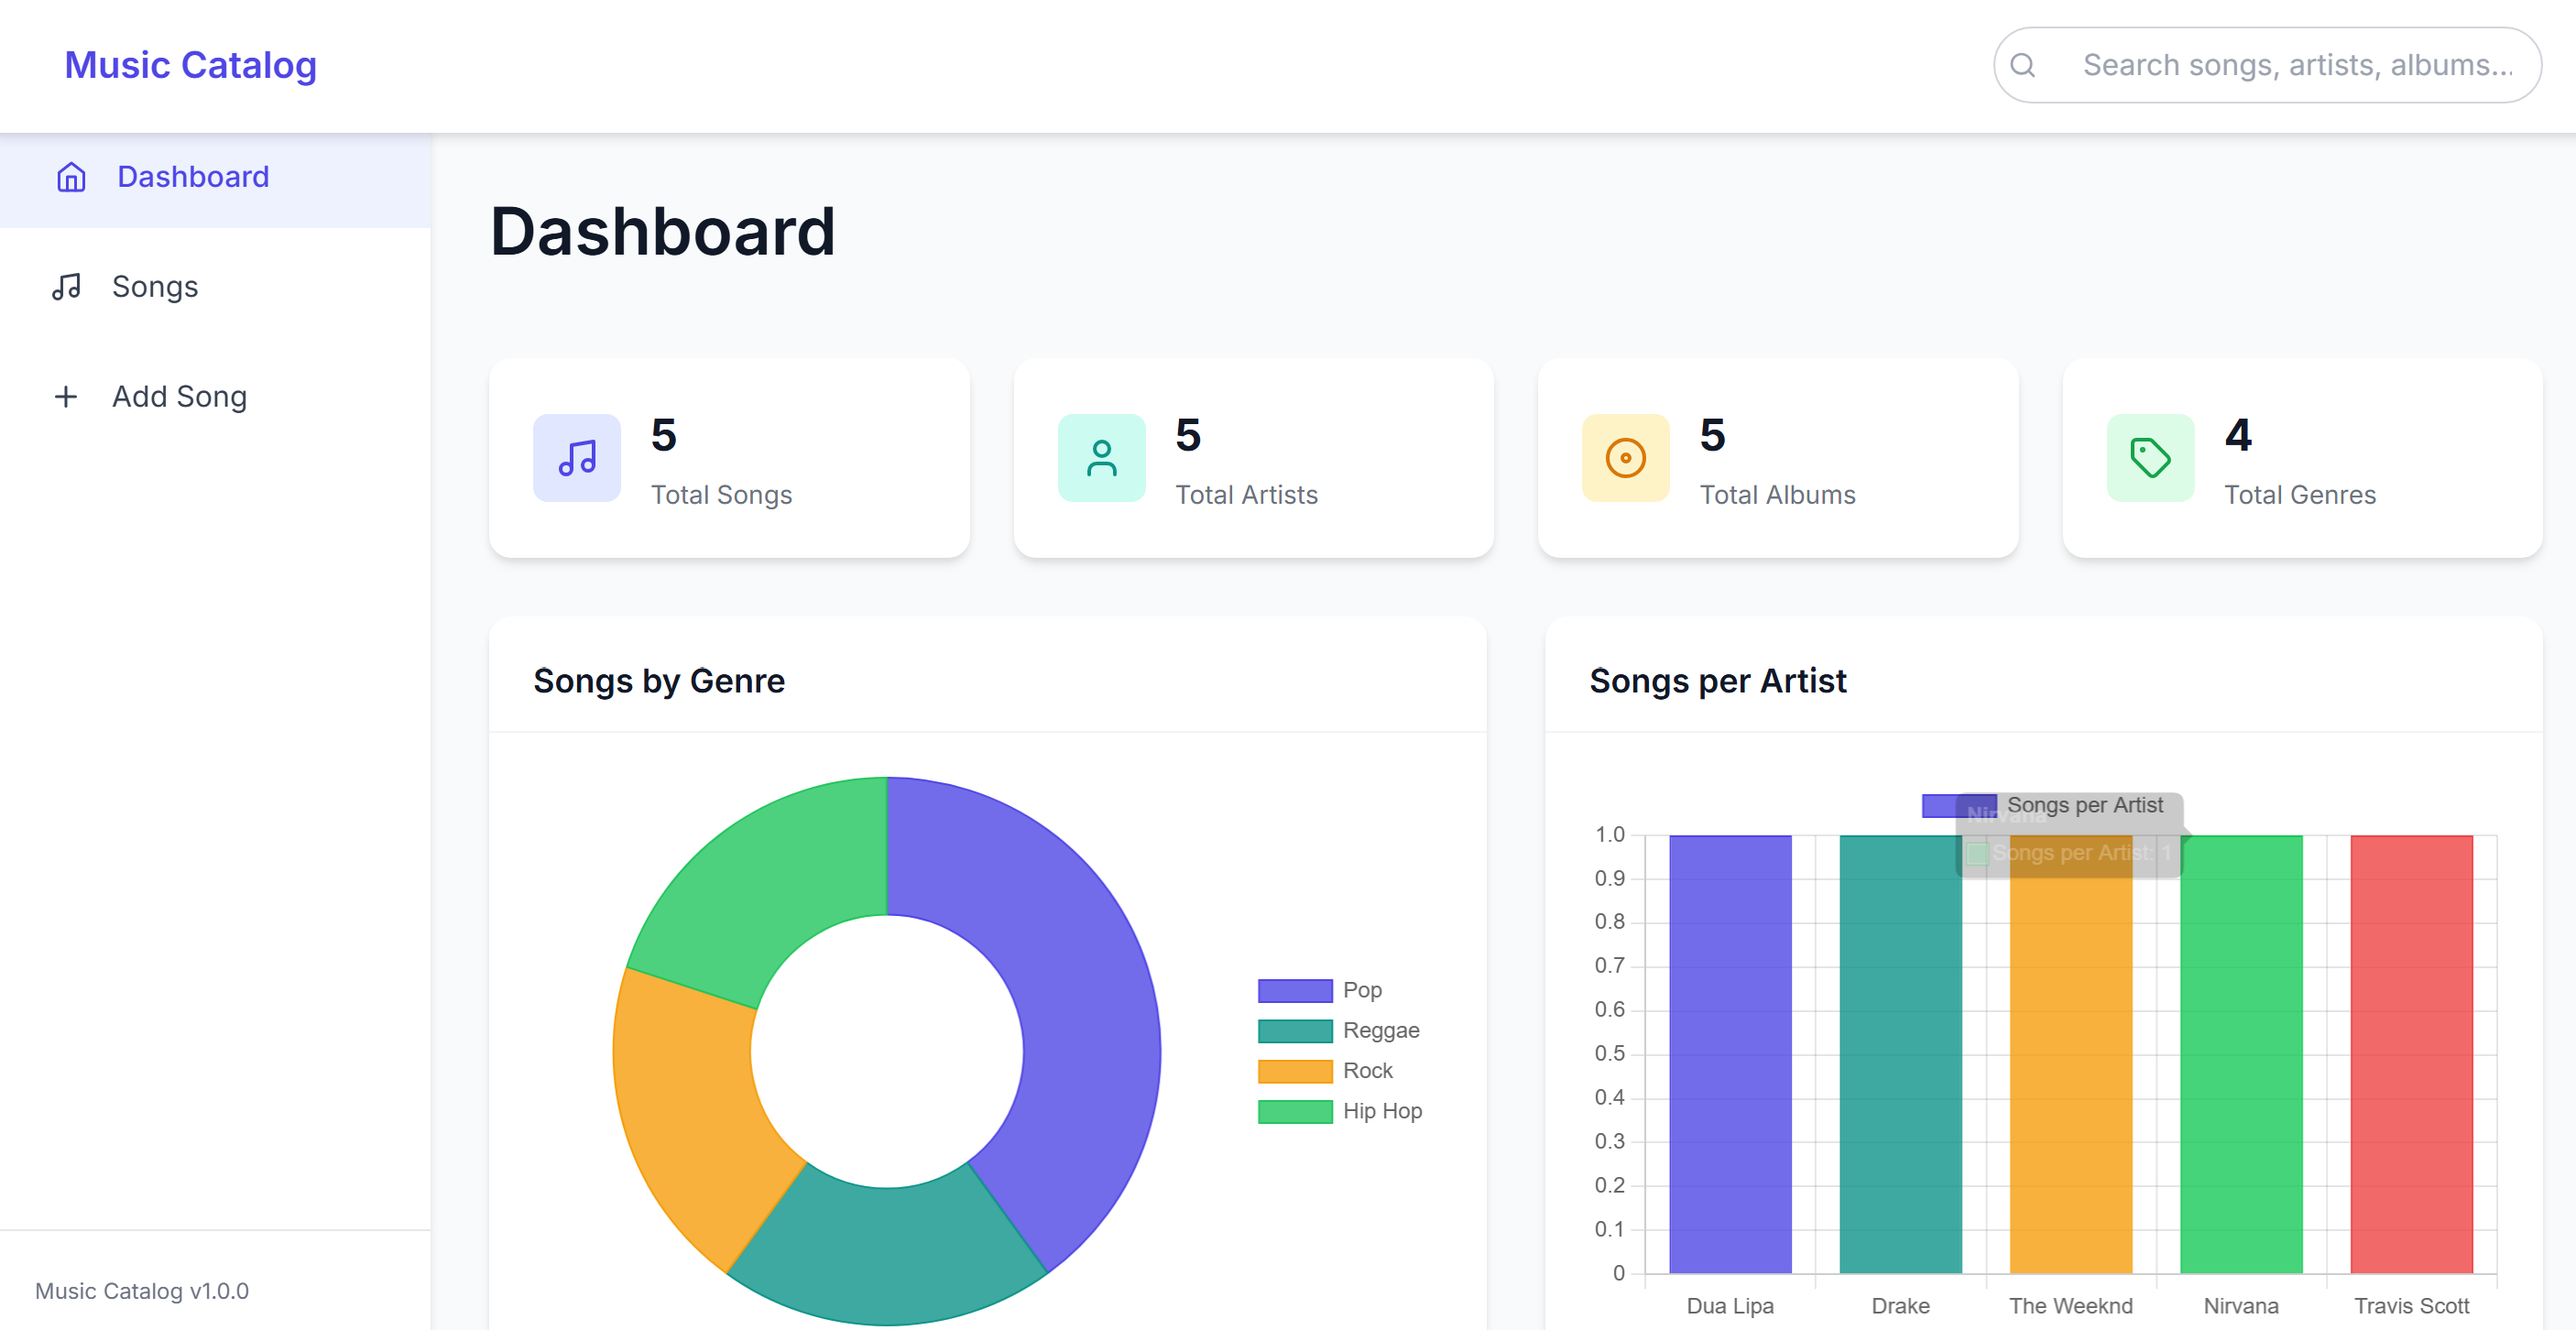 Music Catalog
Search songs, artists, albums...
Dashboard
Songs
Add Song
Music Catalog v1.0.0
Dashboard
5
Total Songs
5
Total Artists
5
Total Albums
4
Total Genres
Songs by Genre
Pop
Reggae
Rock
Hip Hop
Songs per Artist
Songs per Artist
Nirvana
Songs per Artist: 1
1.0
0.9
0.8
0.7
0.6
0.5
0.4
0.3
0.2
0.1
0
Dua Lipa Drake The Weeknd Nirvana Travis Scott